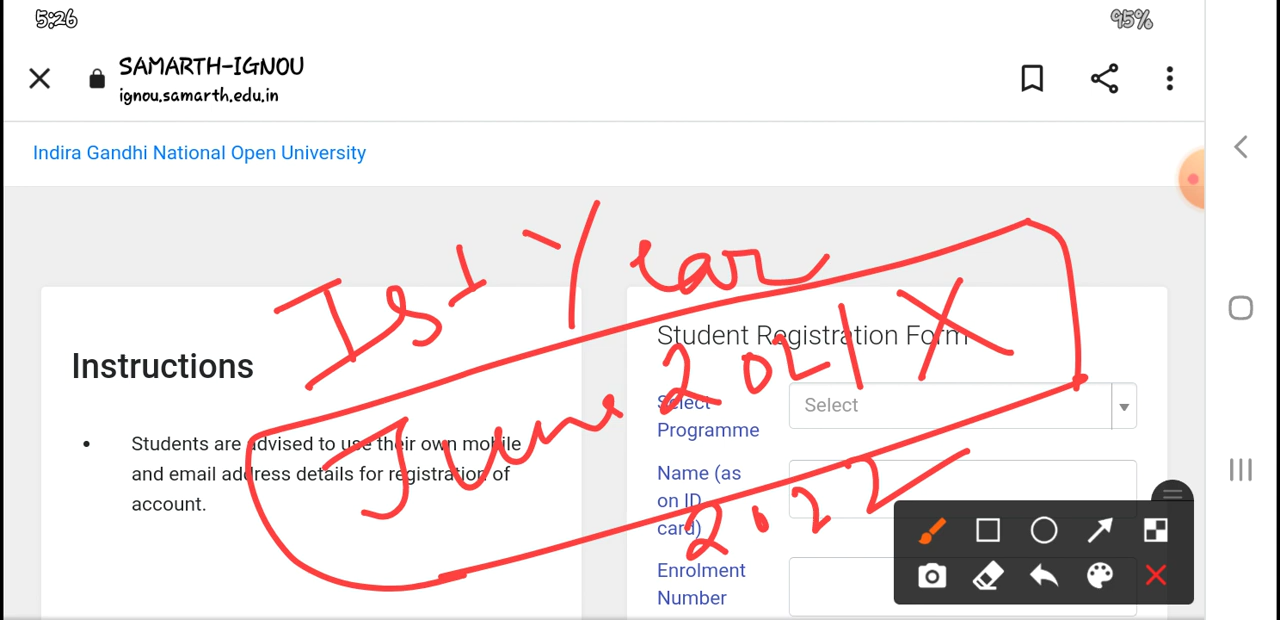 5:26
95%
SAMARTH-IGNOU
ignou.samarth.edu.in
Indira Gandhi National Open University
Ist Year
June 2021 X
2022
Instructions
• Students are advised to use their own mobile
and email address details for registration of
account.
Student Registration Form
Select
Programme
Select
Name (as
on ID
card)
Enrolment
Number